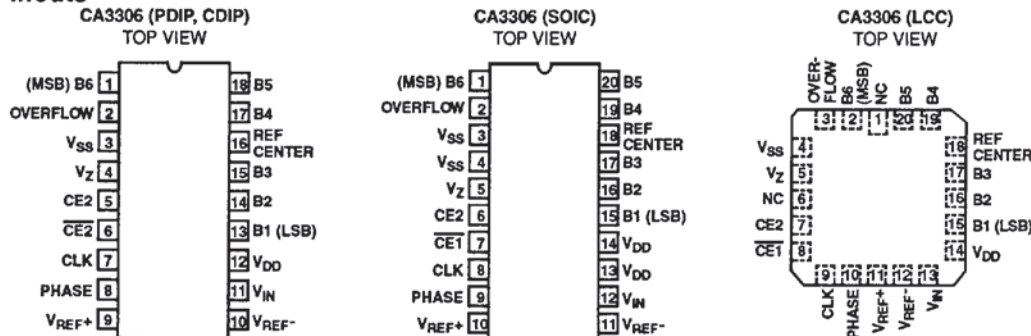 CA3306 (PDIP, CDIP)
TOP VIEW
(MSB) B6 1 18 B5
OVERFLOW 2 17 B4
VSS 3 16 REF CENTER
VZ 4 15 B3
CE2 5 14 B2
CE2 6 13 B1 (LSB)
CLK 7 12 VDD
PHASE 8 11 VIN
VREF+ 9 10 VREF-
CA3306 (SOIC)
TOP VIEW
(MSB) B6 1 20 B5
OVERFLOW 2 19 B4
VSS 3 18 REF CENTER
VSS 4 17 B3
VZ 5 16 B2
CE2 6 15 B1 (LSB)
CE1 7 14 VDD
CLK 8 13 VDD
PHASE 9 12 VIN
VREF+ 10 11 VREF-
CA3306 (LCC)
TOP VIEW
OVER-FLOW B6 (MSB) NC B5 B4
3 2 1 20 19
VSS 4 18 REF CENTER
VZ 5 17 B3
NC 6 16 B2
CE2 7 15 B1 (LSB)
CE1 8 14 VDD
9 10 11 12 13
CLK PHASE VREF+ VREF- VIN